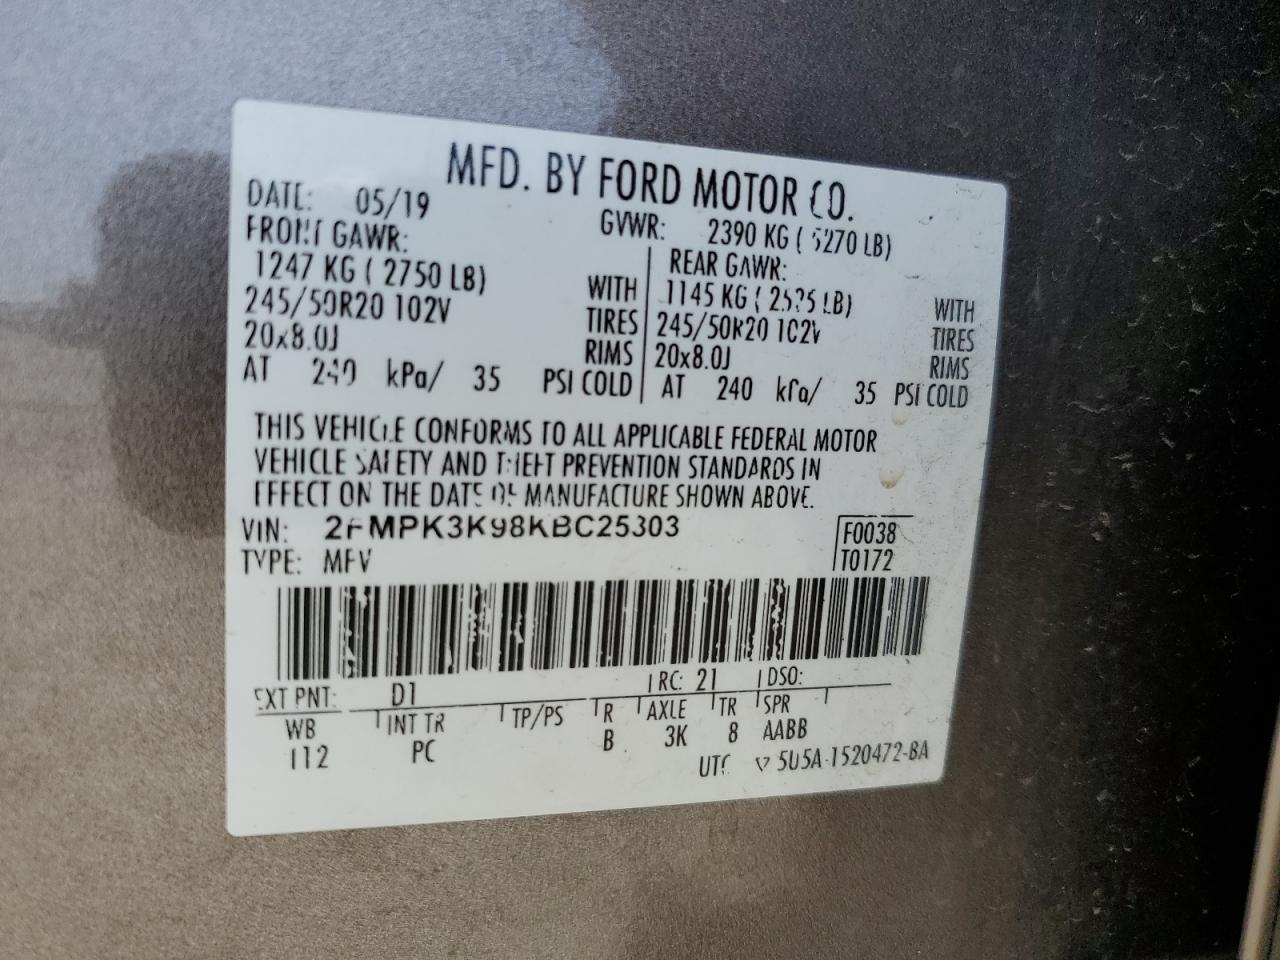 MFD. BY FORD MOTOR CO.
DATE: 05/19 GVWR: 2390 KG ( 5270 LB)
FRONT GAWR: REAR GAWR:
1247 KG ( 2750 LB) WITH 1145 KG ( 2525 LB) WITH
245/50R20 102V TIRES 245/50R20 102V TIRES
20x8.0J RIMS 20x8.0J RIMS
AT 240 kPa/ 35 PSI COLD AT 240 kPa/ 35 PSI COLD
THIS VEHICLE CONFORMS TO ALL APPLICABLE FEDERAL MOTOR
VEHICLE SAFETY AND THEFT PREVENTION STANDARDS IN
EFFECT ON THE DATE OF MANUFACTURE SHOWN ABOVE.
VIN: 2FMPK3K98KBC25303 F0038
TYPE: MPV T0172
EXT PNT: D1 RC: 21 DSO:
WB INT TR TP/PS R AXLE TR SPR
112 PC B 3K 8 AABB
UTC 5U5A-1520472-BA